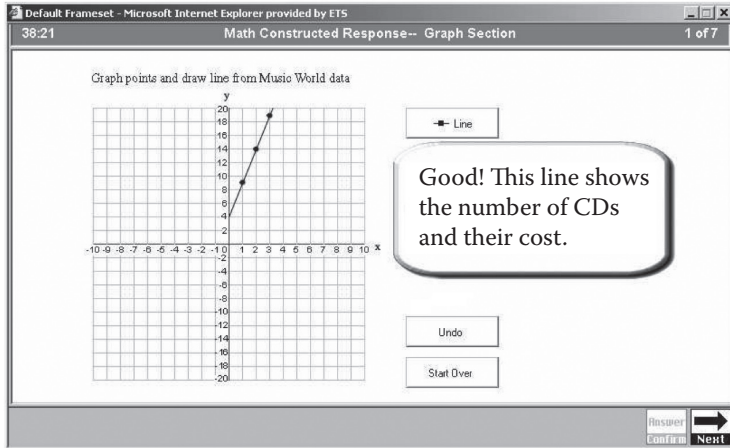 Default Frameset - Microsoft Internet Explorer provided by ETS
38:21 Math Constructed Response-- Graph Section 1 of 7
Graph points and draw line from Music World data
y
20
18
16
14
12
10
8
6
4
2
-10 -9 -8 -7 -6 -5 -4 -3 -2 -1 0 1 2 3 4 5 6 7 8 9 10 x
-2
-4
-6
-8
-10
-12
-14
-16
-18
-20
Line
Good! This line shows
the number of CDs
and their cost.
Undo
Start Over
Answer
Confirm
Next